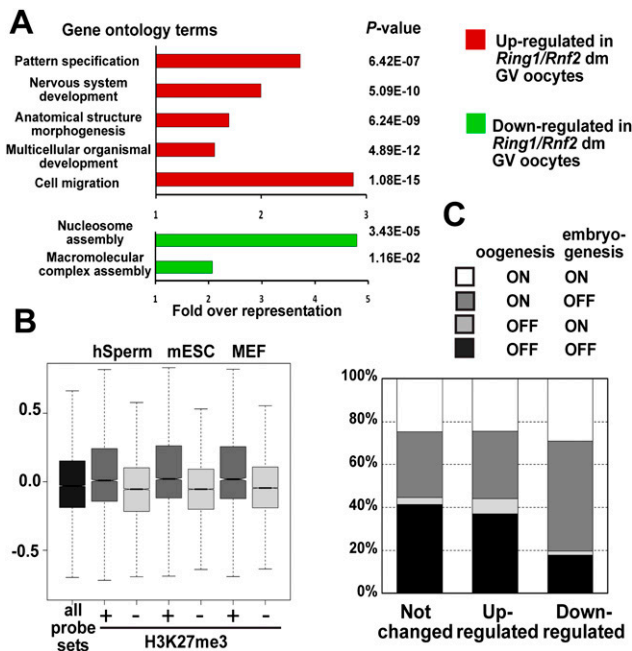 A
Gene ontology terms
P-value
Pattern specification
6.42E-07
Nervous system
development
5.09E-10
Anatomical structure
morphogenesis
6.24E-09
Multicellular organismal
development
4.89E-12
Cell migration
1.08E-15
1 2 3
Nucleosome
assembly
3.43E-05
Macromolecular
complex assembly
1.16E-02
1 2 3 4 5
Fold over representation
Up-regulated in
Ring1/Rnf2 dm
GV oocytes
Down-regulated in
Ring1/Rnf2 dm
GV oocytes
B
hSperm mESC MEF
0.5
0.0
-0.5
all
probe
sets
+ - + - + -
H3K27me3
C
oogenesis embryo-
genesis
ON ON
ON OFF
OFF ON
OFF OFF
100%
80%
60%
40%
20%
0%
Not
changed
Up-
regulated
Down-
regulated